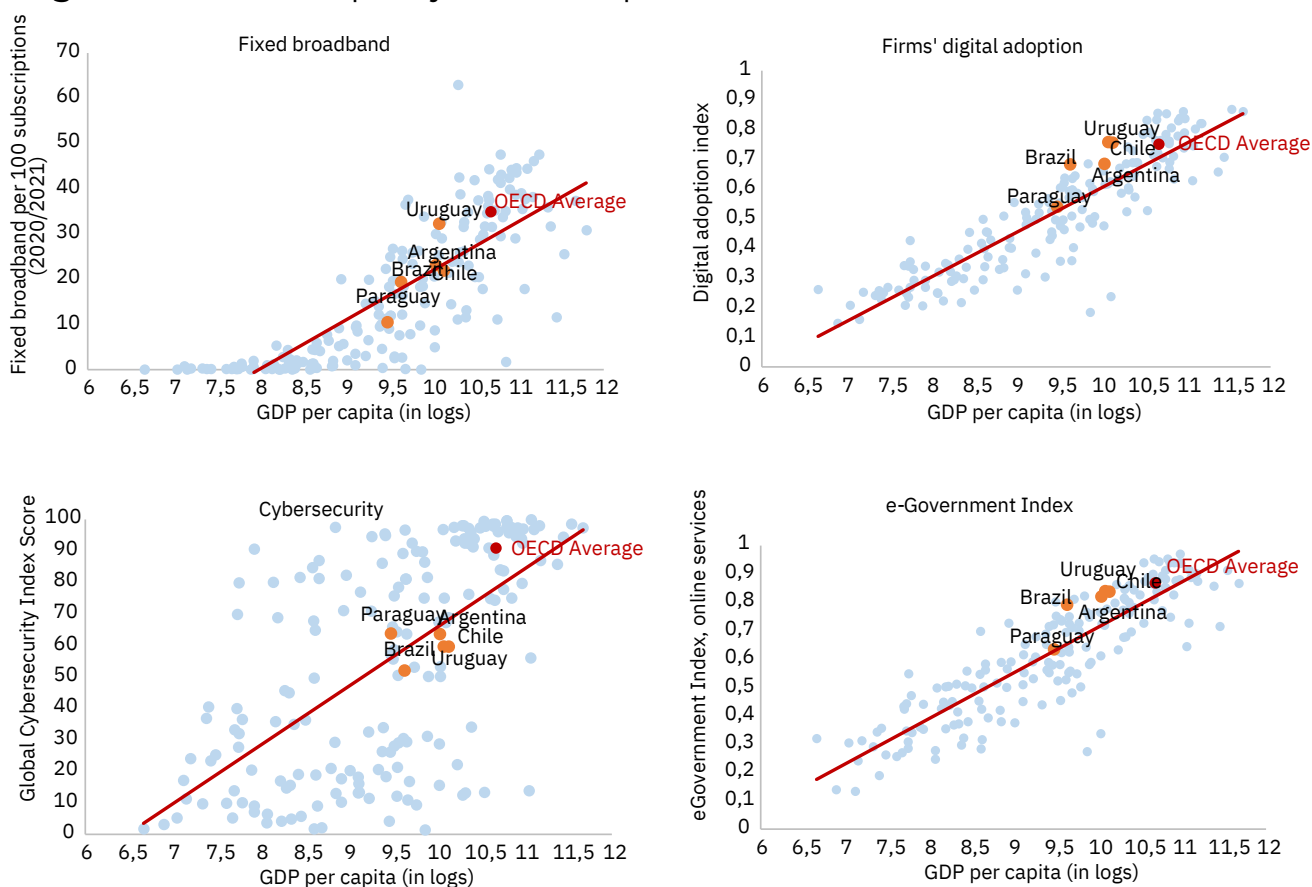 Fixed broadband
Fixed broadband per 100 subscriptions
(2020/2021)
70
60
50
40
30
20
10
0
OECD Average
Uruguay
Argentina
Brazil
Chile
Paraguay
6 6,5 7 7,5 8 8,5 9 9,5 10 10,5 11 11,5 12
GDP per capita (in logs)
Firms' digital adoption
Digital adoption index
1
0,9
0,8
0,7
0,6
0,5
0,4
0,3
0,2
0,1
0
Uruguay
Chile
OECD Average
Brazil
Argentina
Paraguay
6 6,5 7 7,5 8 8,5 9 9,5 10 10,5 11 11,5 12
GDP per capita (in logs)
Cybersecurity
Global Cybersecurity Index Score
100
90
80
70
60
50
40
30
20
10
0
OECD Average
Paraguay
Argentina
Chile
Brazil
Uruguay
6 6,5 7 7,5 8 8,5 9 9,5 10 10,5 11 11,5 12
GDP per capita (in logs)
e-Government Index
eGovernment Index, online services
1
0,9
0,8
0,7
0,6
0,5
0,4
0,3
0,2
0,1
0
Uruguay
Chile
OECD Average
Brazil
Argentina
Paraguay
6 6,5 7 7,5 8 8,5 9 9,5 10 10,5 11 11,5 12
GDP per capita (in logs)